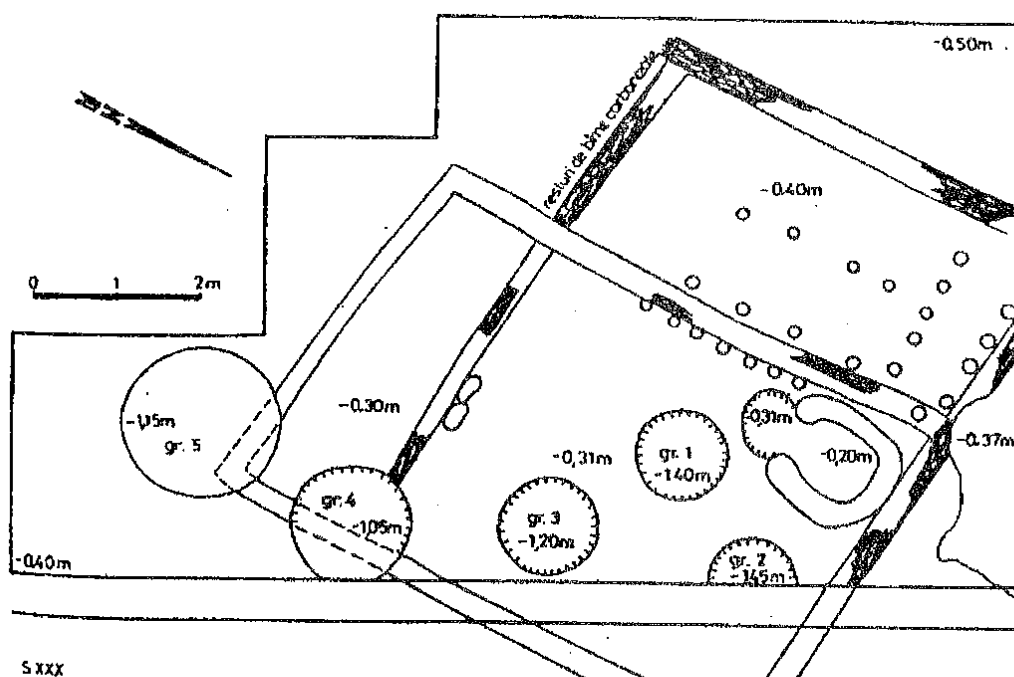 -0.50m
resturi de bîrne carbonizate
-0.40m
0 1 2m
-1,15m
gr. 5
-0.30m
-0,31m
gr. 1
-1.40m
-0,31m
-0,20m
-0.37m
gr. 4
-1,05m
gr. 3
-1,20m
gr. 2
-1.45m
-0.40m
S XXX